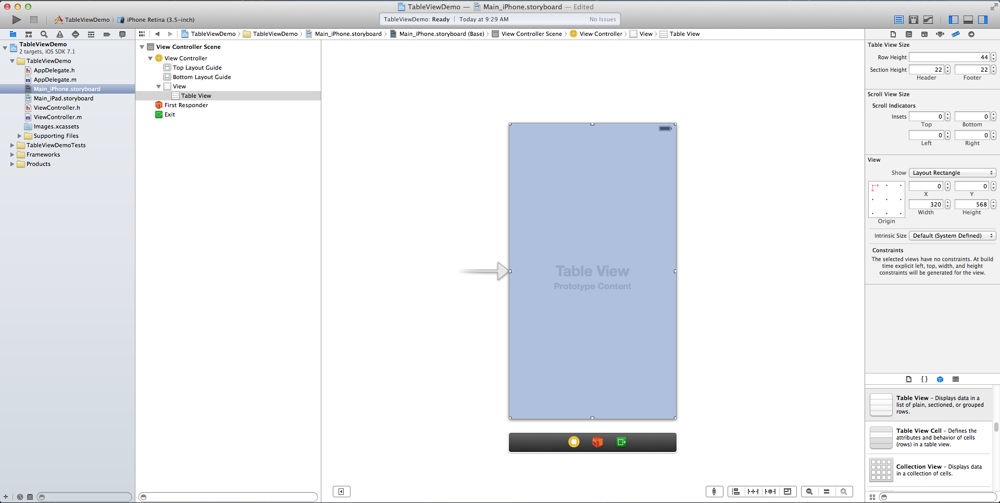 TableViewDemo — Main_iPhone.storyboard — Edited
TableViewDemo iPhone Retina (3.5-inch)
TableViewDemo: Ready Today at 9:29 AM No Issues
TableViewDemo TableViewDemo Main_iPhone.storyboard Main_iPhone.storyboard (Base) View Controller Scene View Controller View Table View
TableViewDemo
2 targets, iOS SDK 7.1
TableViewDemo
AppDelegate.h
AppDelegate.m
Main_iPhone.storyboard
Main_iPad.storyboard
ViewController.h
ViewController.m
Images.xcassets
Supporting Files
TableViewDemoTests
Frameworks
Products
View Controller Scene
View Controller
Top Layout Guide
Bottom Layout Guide
View
Table View
First Responder
Exit
Table View
Prototype Content
Table View Size
Row Height 44
Section Height 22 22
Header Footer
Scroll View Size
Scroll Indicators
Insets 0 0
Top Bottom
0 0
Left Right
View
Show Layout Rectangle
0 0
X Y
320 568
Width Height
Origin
Intrinsic Size Default (System Defined)
Constraints
The selected views have no constraints. At build
time explicit left, top, width, and height
constraints will be generated for the view.
{ }
Table View – Displays data in a
list of plain, sectioned, or grouped
rows.
Table View Cell – Defines the
attributes and behavior of cells
(rows) in a table view.
Collection View – Displays data
in a collection of cells.